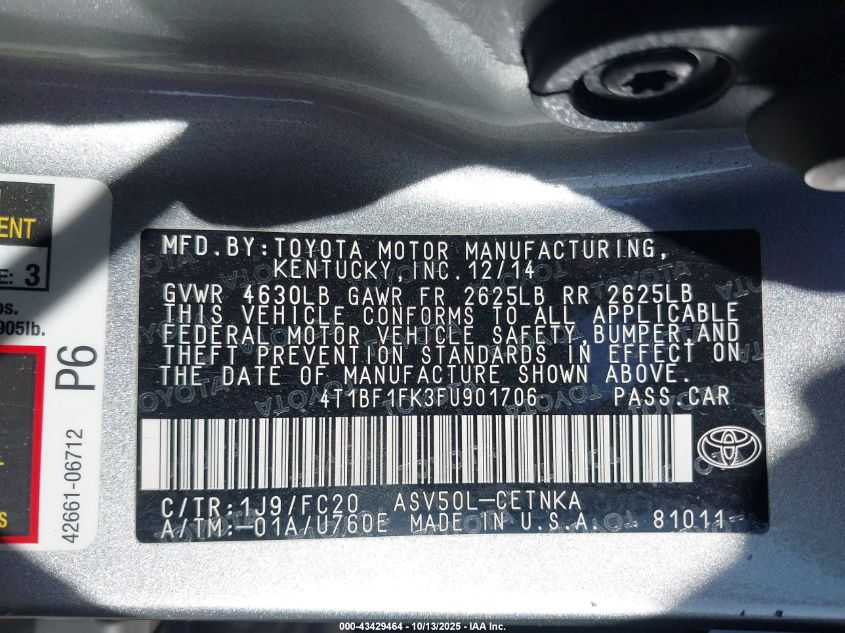 MFD.BY:TOYOTA MOTOR MANUFACTURING,
KENTUCKY, INC. 12/14
GVWR 4630LB GAWR FR 2625LB RR 2625LB
THIS VEHICLE CONFORMS TO ALL APPLICABLE
FEDERAL MOTOR VEHICLE SAFETY, BUMPER, AND
THEFT PREVENTION STANDARDS IN EFFECT ON
THE DATE OF MANUFACTURE SHOWN ABOVE.
4T1BF1FK3FU901706 PASS.CAR
C/TR:1J9/FC20 ASV50L-CETNKA
A/TM:-01A/U760E MADE IN U.S.A. 81011
ENT
E: 3
os.
905lb.
P6
42661-06712
S
000-43429464 - 10/13/2025 - IAA Inc.